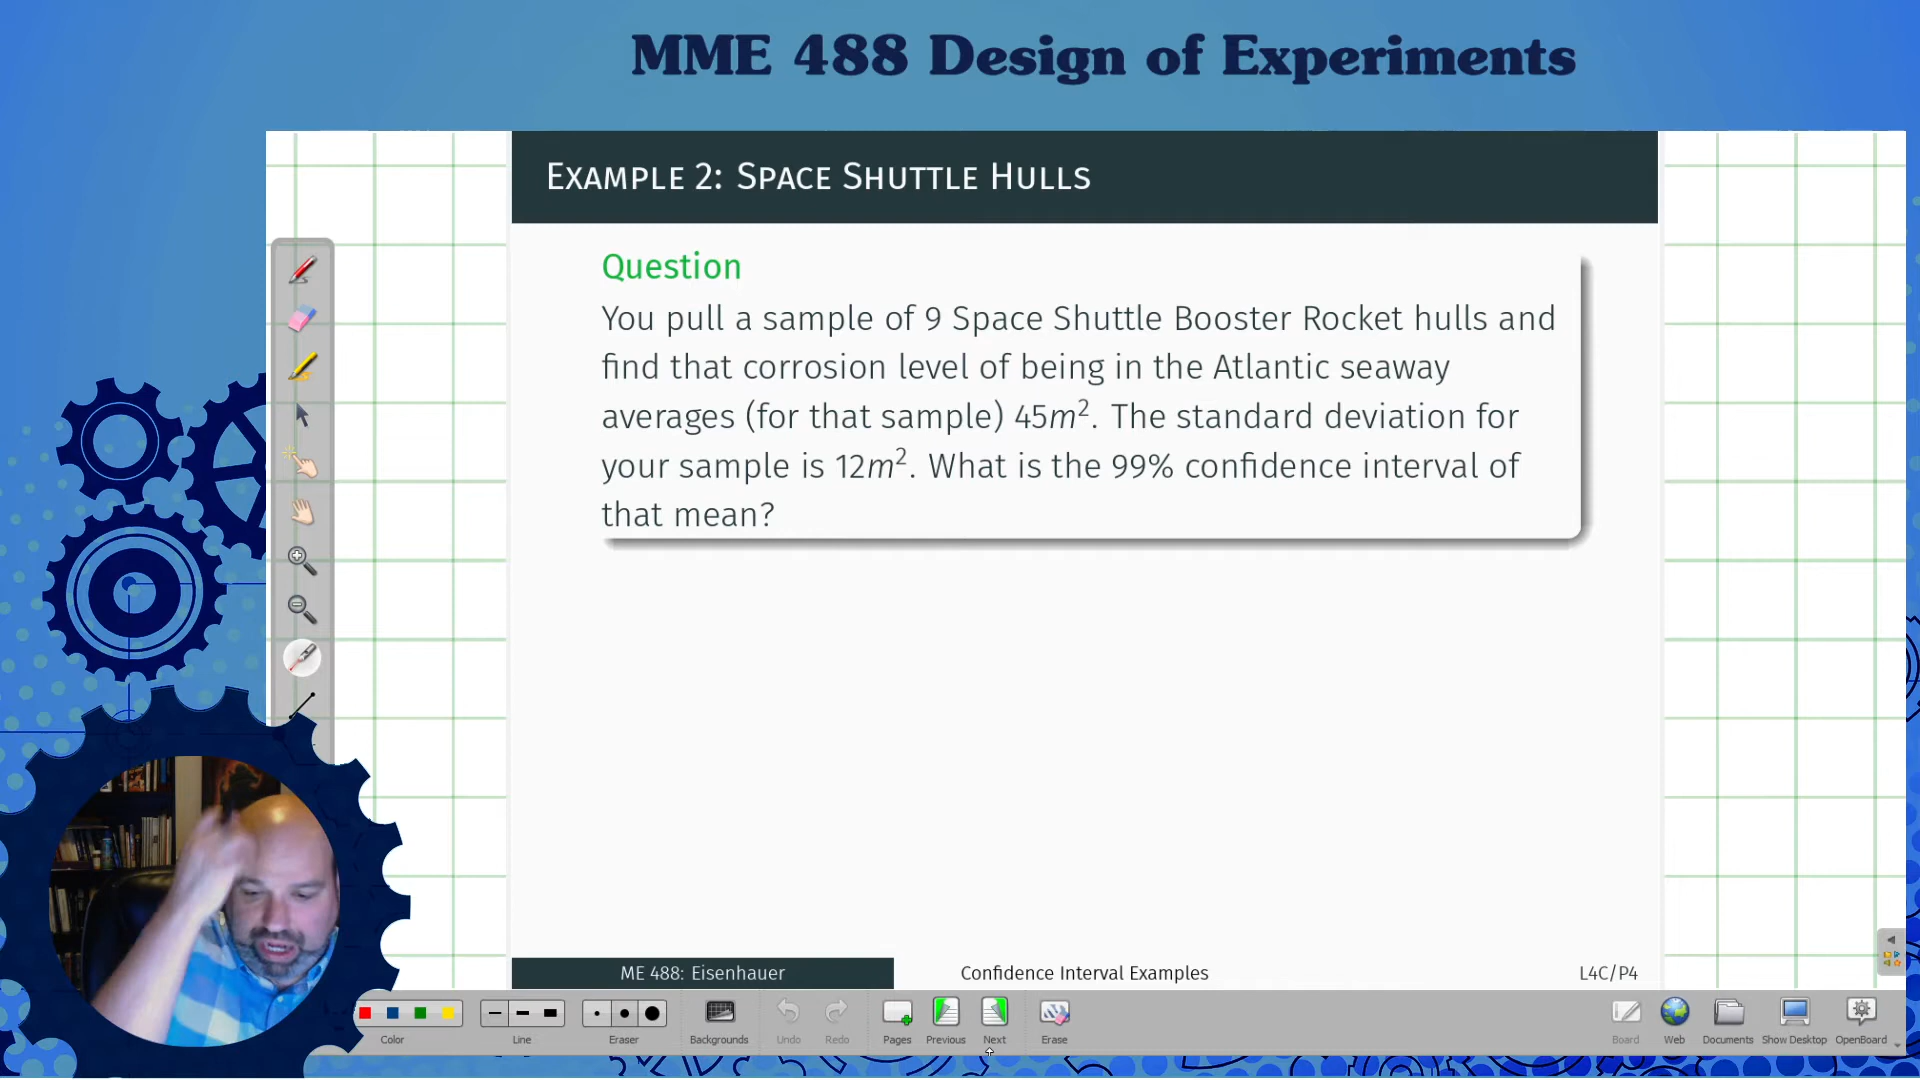 MME 488 Design of Experiments
EXAMPLE 2: SPACE SHUTTLE HULLS
Question
You pull a sample of 9 Space Shuttle Booster Rocket hulls and
find that corrosion level of being in the Atlantic seaway
averages (for that sample) 45m². The standard deviation for
your sample is 12m². What is the 99% confidence interval of
that mean?
ME 488: Eisenhauer
Confidence Interval Examples
L4C/P4
Color
Line
Eraser
Backgrounds
Undo
Redo
Pages
Previous
Next
Erase
Board
Web
Documents
Show Desktop
OpenBoard